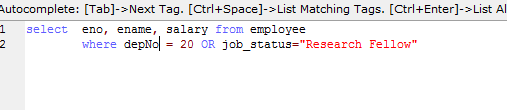 Autocomplete: [Tab]->Next Tag. [Ctrl+Space]->List Matching Tags. [Ctrl+Enter]->List Al
1 select eno, ename, salary from employee
2 where depNo = 20 OR job_status="Research Fellow"